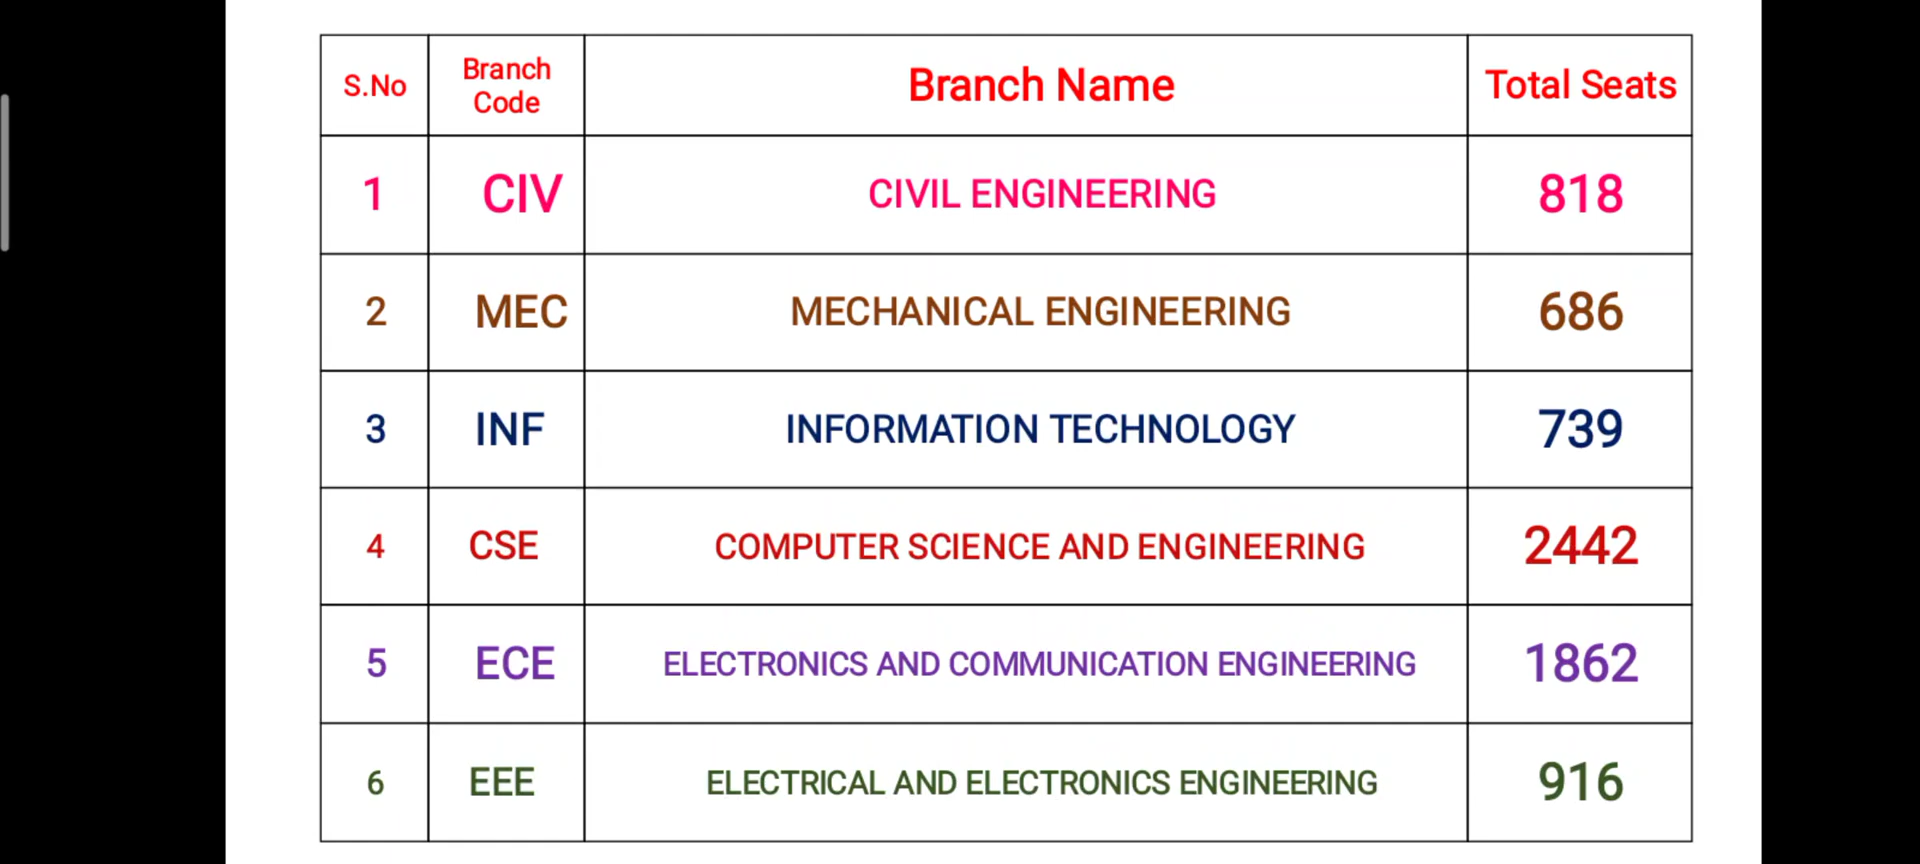 S.No Branch Code Branch Name Total Seats
1 CIV CIVIL ENGINEERING 818
2 MEC MECHANICAL ENGINEERING 686
3 INF INFORMATION TECHNOLOGY 739
4 CSE COMPUTER SCIENCE AND ENGINEERING 2442
5 ECE ELECTRONICS AND COMMUNICATION ENGINEERING 1862
6 EEE ELECTRICAL AND ELECTRONICS ENGINEERING 916